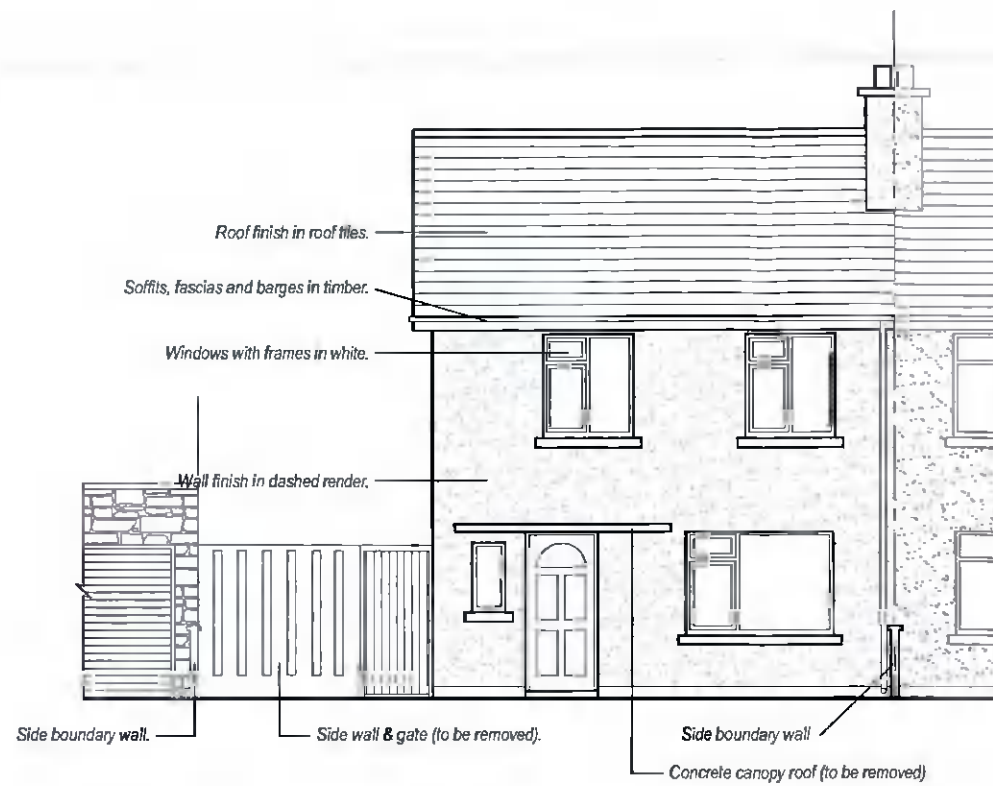 Roof finish in roof tiles.
Soffits, fascias and barges in timber.
Windows with frames in white.
Wall finish in dashed render.
Side boundary wall.
Side wall & gate (to be removed).
Side boundary wall
Concrete canopy roof (to be removed)